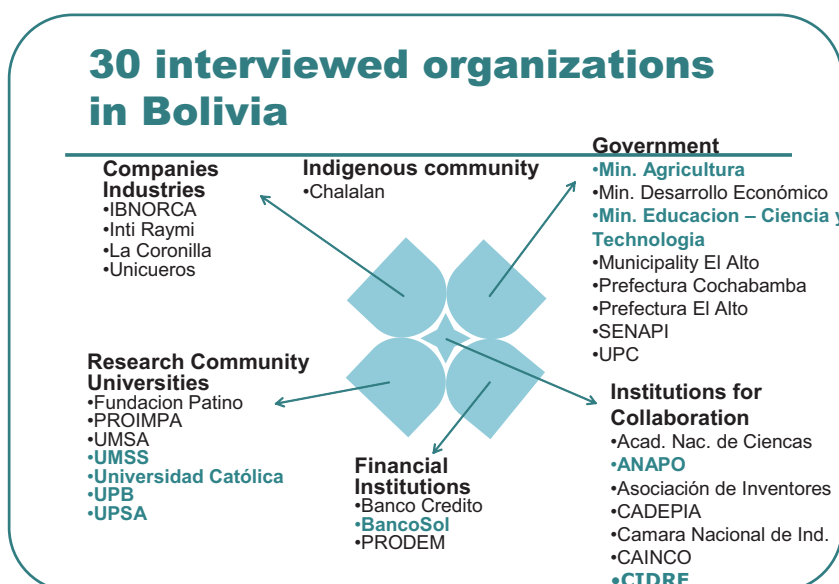 30 interviewed organizations
in Bolivia
Companies
Industries
•IBNORCA
•Inti Raymi
•La Coronilla
•Unicueros
Indigenous community
•Chalalan
Government
•Min. Agricultura
•Min. Desarrollo Económico
•Min. Educacion – Ciencia y
Technologia
•Municipality El Alto
•Prefectura Cochabamba
•Prefectura El Alto
•SENAPI
•UPC
Research Community
Universities
•Fundacion Patino
•PROIMPA
•UMSA
•UMSS
•Universidad Católica
•UPB
•UPSA
Financial
Institutions
•Banco Credito
•BancoSol
•PRODEM
Institutions for
Collaboration
•Acad. Nac. de Ciencas
•ANAPO
•Asociación de Inventores
•CADEPIA
•Camara Nacional de Ind.
•CAINCO
•CIDRE